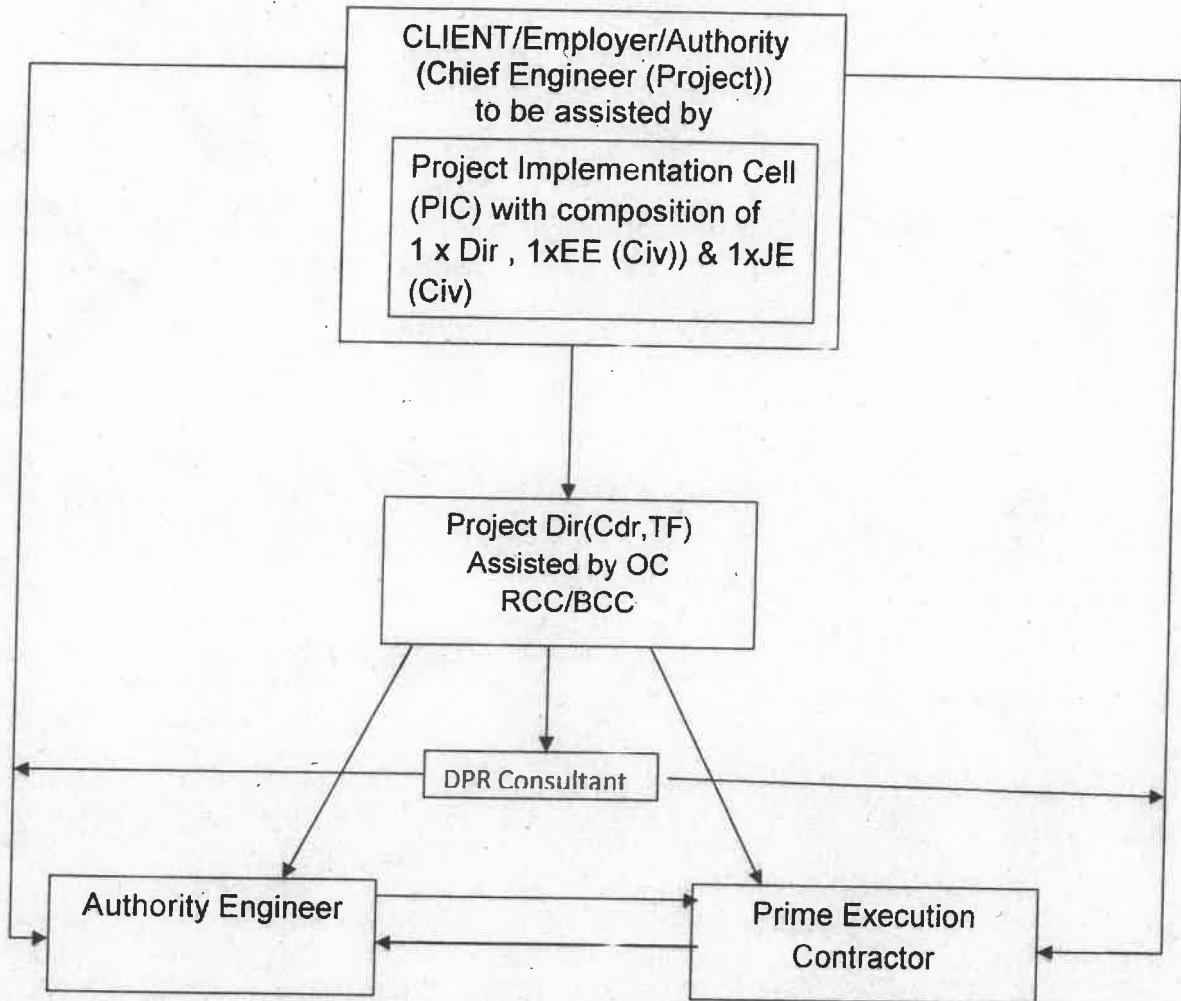 CLIENT/Employer/Authority
(Chief Engineer (Project))
to be assisted by
Project Implementation Cell
(PIC) with composition of
1 x Dir , 1xEE (Civ)) & 1xJE
(Civ)
Project Dir(Cdr,TF)
Assisted by OC
RCC/BCC
DPR Consultant
Authority Engineer
Prime Execution
Contractor